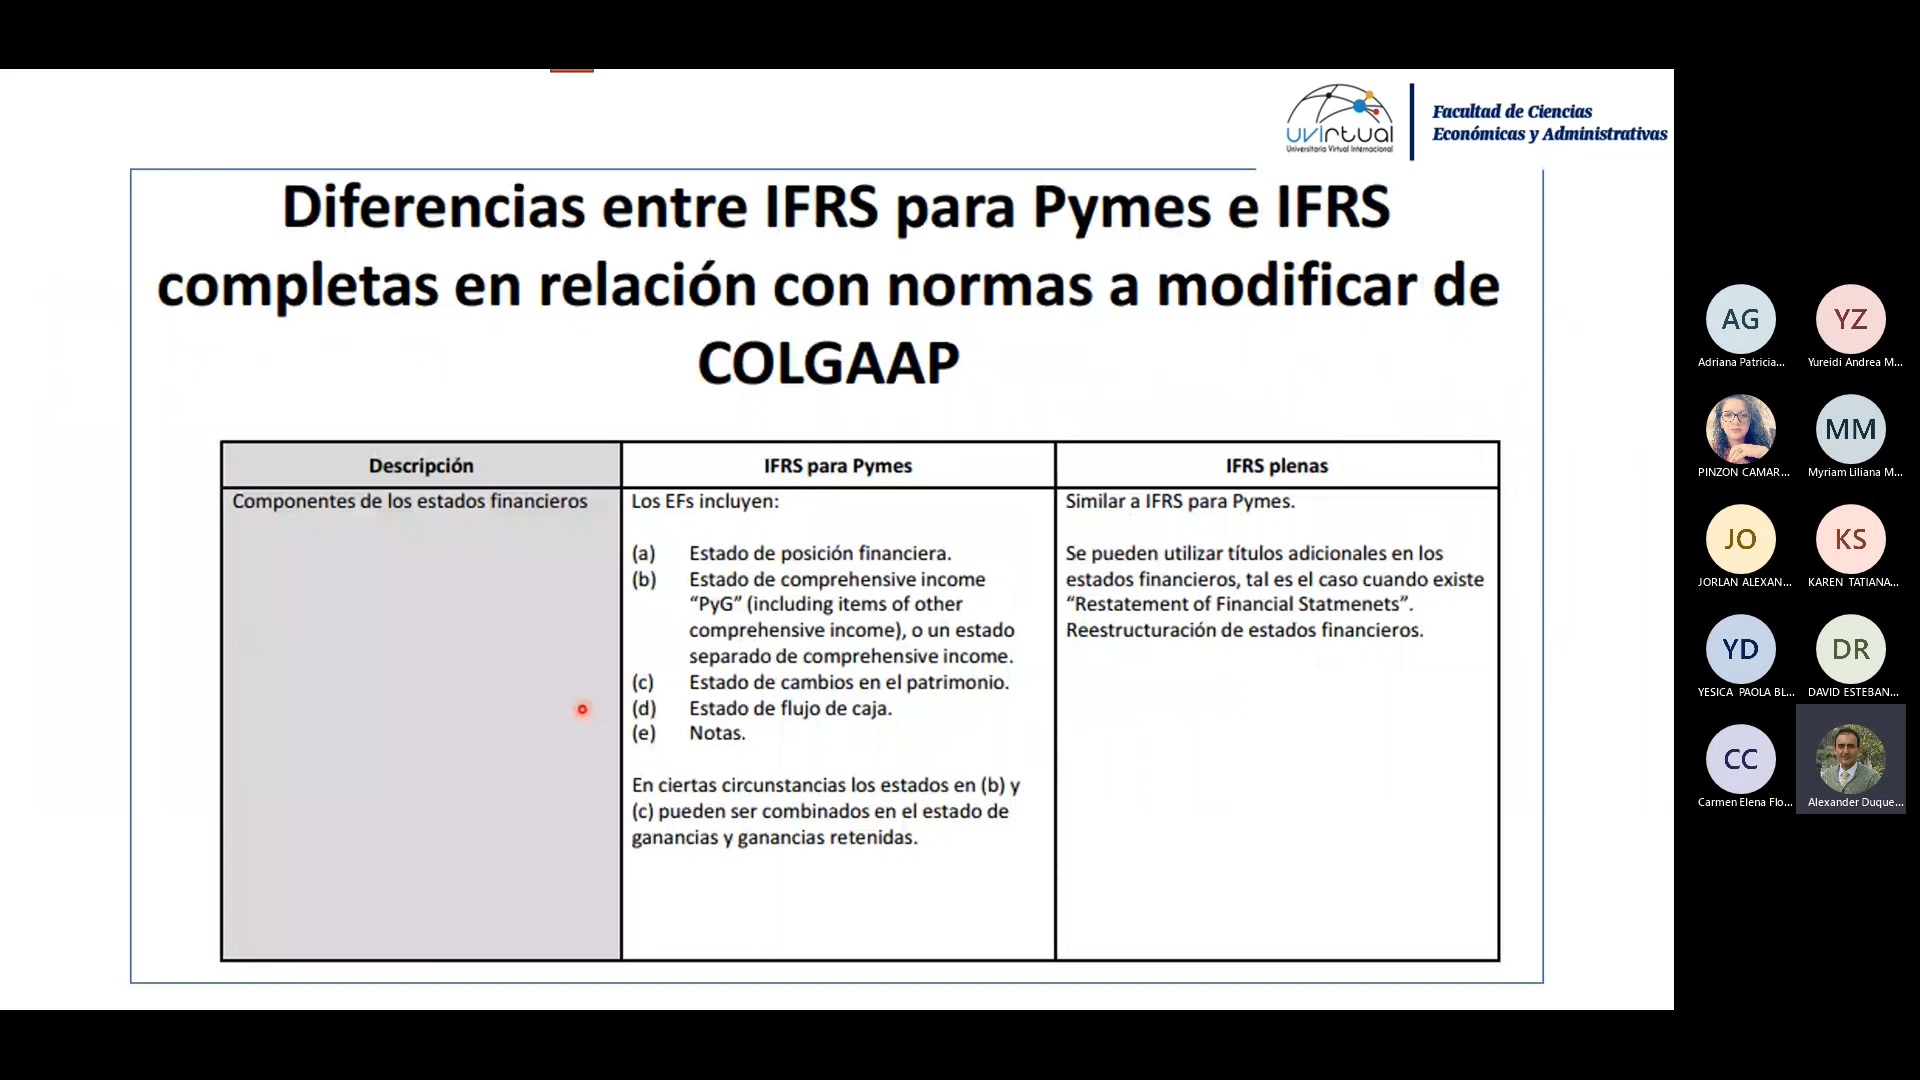 uvirtual
Universitaria Virtual Internacional
Facultad de Ciencias
Económicas y Administrativas
Diferencias entre IFRS para Pymes e IFRS
completas en relación con normas a modificar de
COLGAAP
Descripción
IFRS para Pymes
IFRS plenas
Componentes de los estados financieros
Los EFs incluyen:
(a) Estado de posición financiera.
(b) Estado de comprehensive income
“PyG” (including items of other
comprehensive income), o un estado
separado de comprehensive income.
(c) Estado de cambios en el patrimonio.
(d) Estado de flujo de caja.
(e) Notas.
En ciertas circunstancias los estados en (b) y
(c) pueden ser combinados en el estado de
ganancias y ganancias retenidas.
Similar a IFRS para Pymes.
Se pueden utilizar títulos adicionales en los
estados financieros, tal es el caso cuando existe
“Restatement of Financial Statmenets”.
Reestructuración de estados financieros.
AG
Adriana Patricia...
YZ
Yureidi Andrea M...
PINZON CAMAR...
MM
Myriam Liliana M...
JO
JORLAN ALEXAN...
KS
KAREN TATIANA...
YD
YESICA PAOLA BL...
DR
DAVID ESTEBAN...
CC
Carmen Elena Flo...
Alexander Duque...